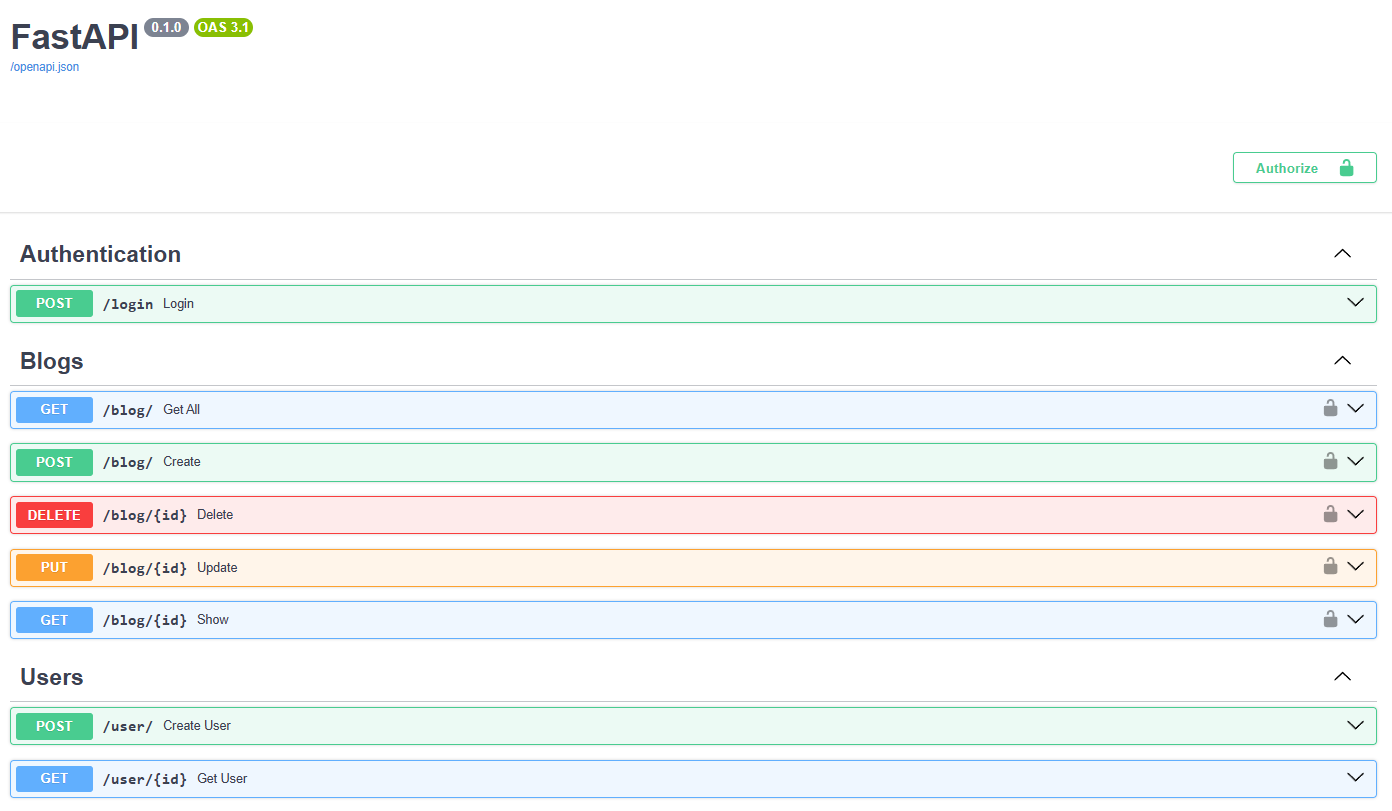 FastAPI 0.1.0 OAS 3.1
/openapi.json
Authorize
Authentication
POST /login Login
Blogs
GET /blog/ Get All
POST /blog/ Create
DELETE /blog/{id} Delete
PUT /blog/{id} Update
GET /blog/{id} Show
Users
POST /user/ Create User
GET /user/{id} Get User